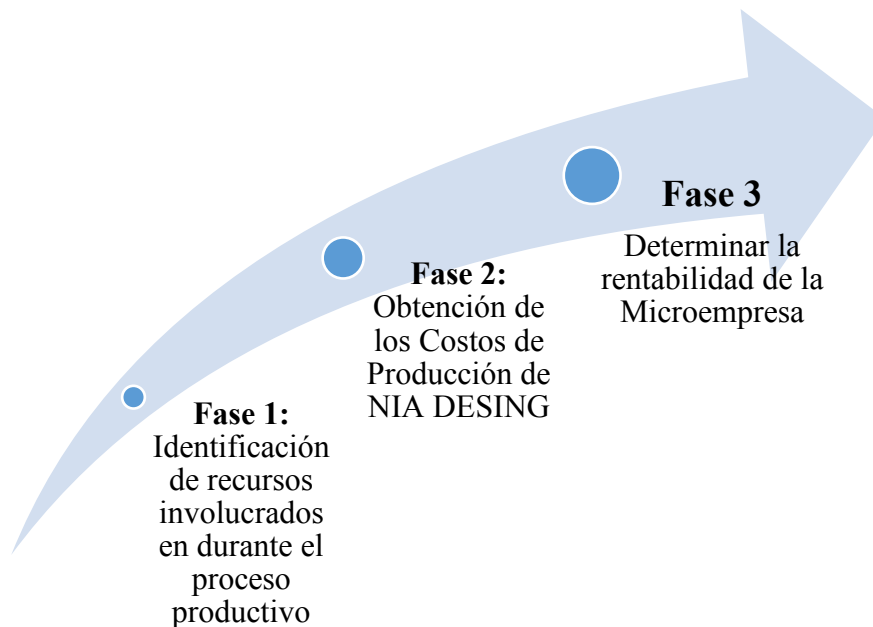 Fase 1:
Identificación
de recursos
involucrados
en durante el
proceso
productivo
Fase 2:
Obtención de
los Costos de
Producción de
NIA DESING
Fase 3
Determinar la
rentabilidad de la
Microempresa